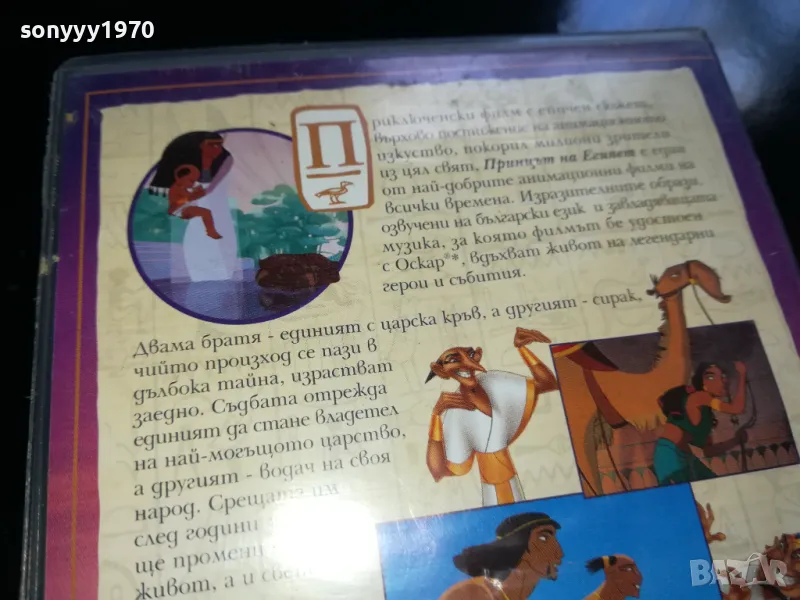 sonyyy1970
Приключенски филм с епичен сюжет,
върхово постижение на анимационното
изкуство, покорил милиони зрители
из цял свят, Принцът на Египет е един
от най-добрите анимационни филми на
всички времена. Изразителните образи,
озвучени на български език и завладяващата
музика, за която филмът бе удостоен
с Оскар®*, вдъхват живот на легендарни
герои и събития.
Двама братя - единият с царска кръв, а другият - сирак,
чийто произход се пази в
дълбока тайна, израстват
заедно. Съдбата отрежда
единият да стане владетел
на най-могъщото царство,
а другият - водач на своя
народ. Срещата им
след години
ще промени
живот, а и
BAZAR